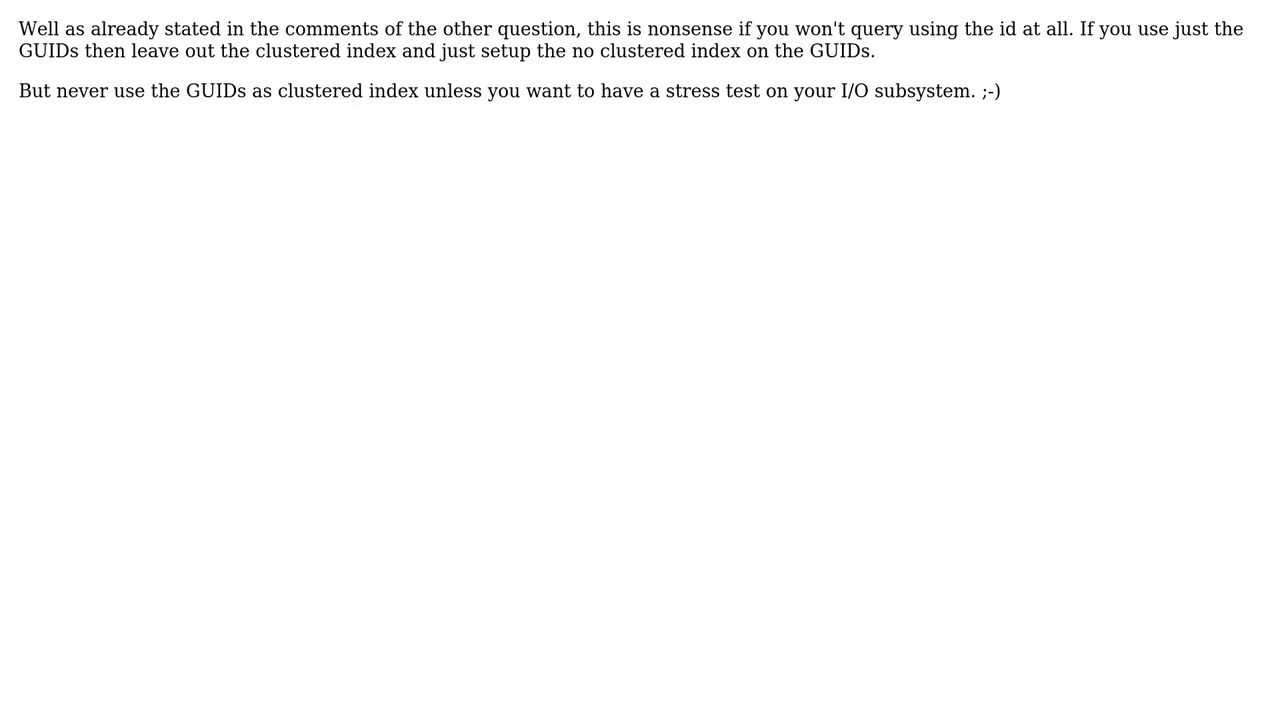 Well as already stated in the comments of the other question, this is nonsense if you won't query using the id at all. If you use just the
GUIDs then leave out the clustered index and just setup the no clustered index on the GUIDs.
But never use the GUIDs as clustered index unless you want to have a stress test on your I/O subsystem. ;-)